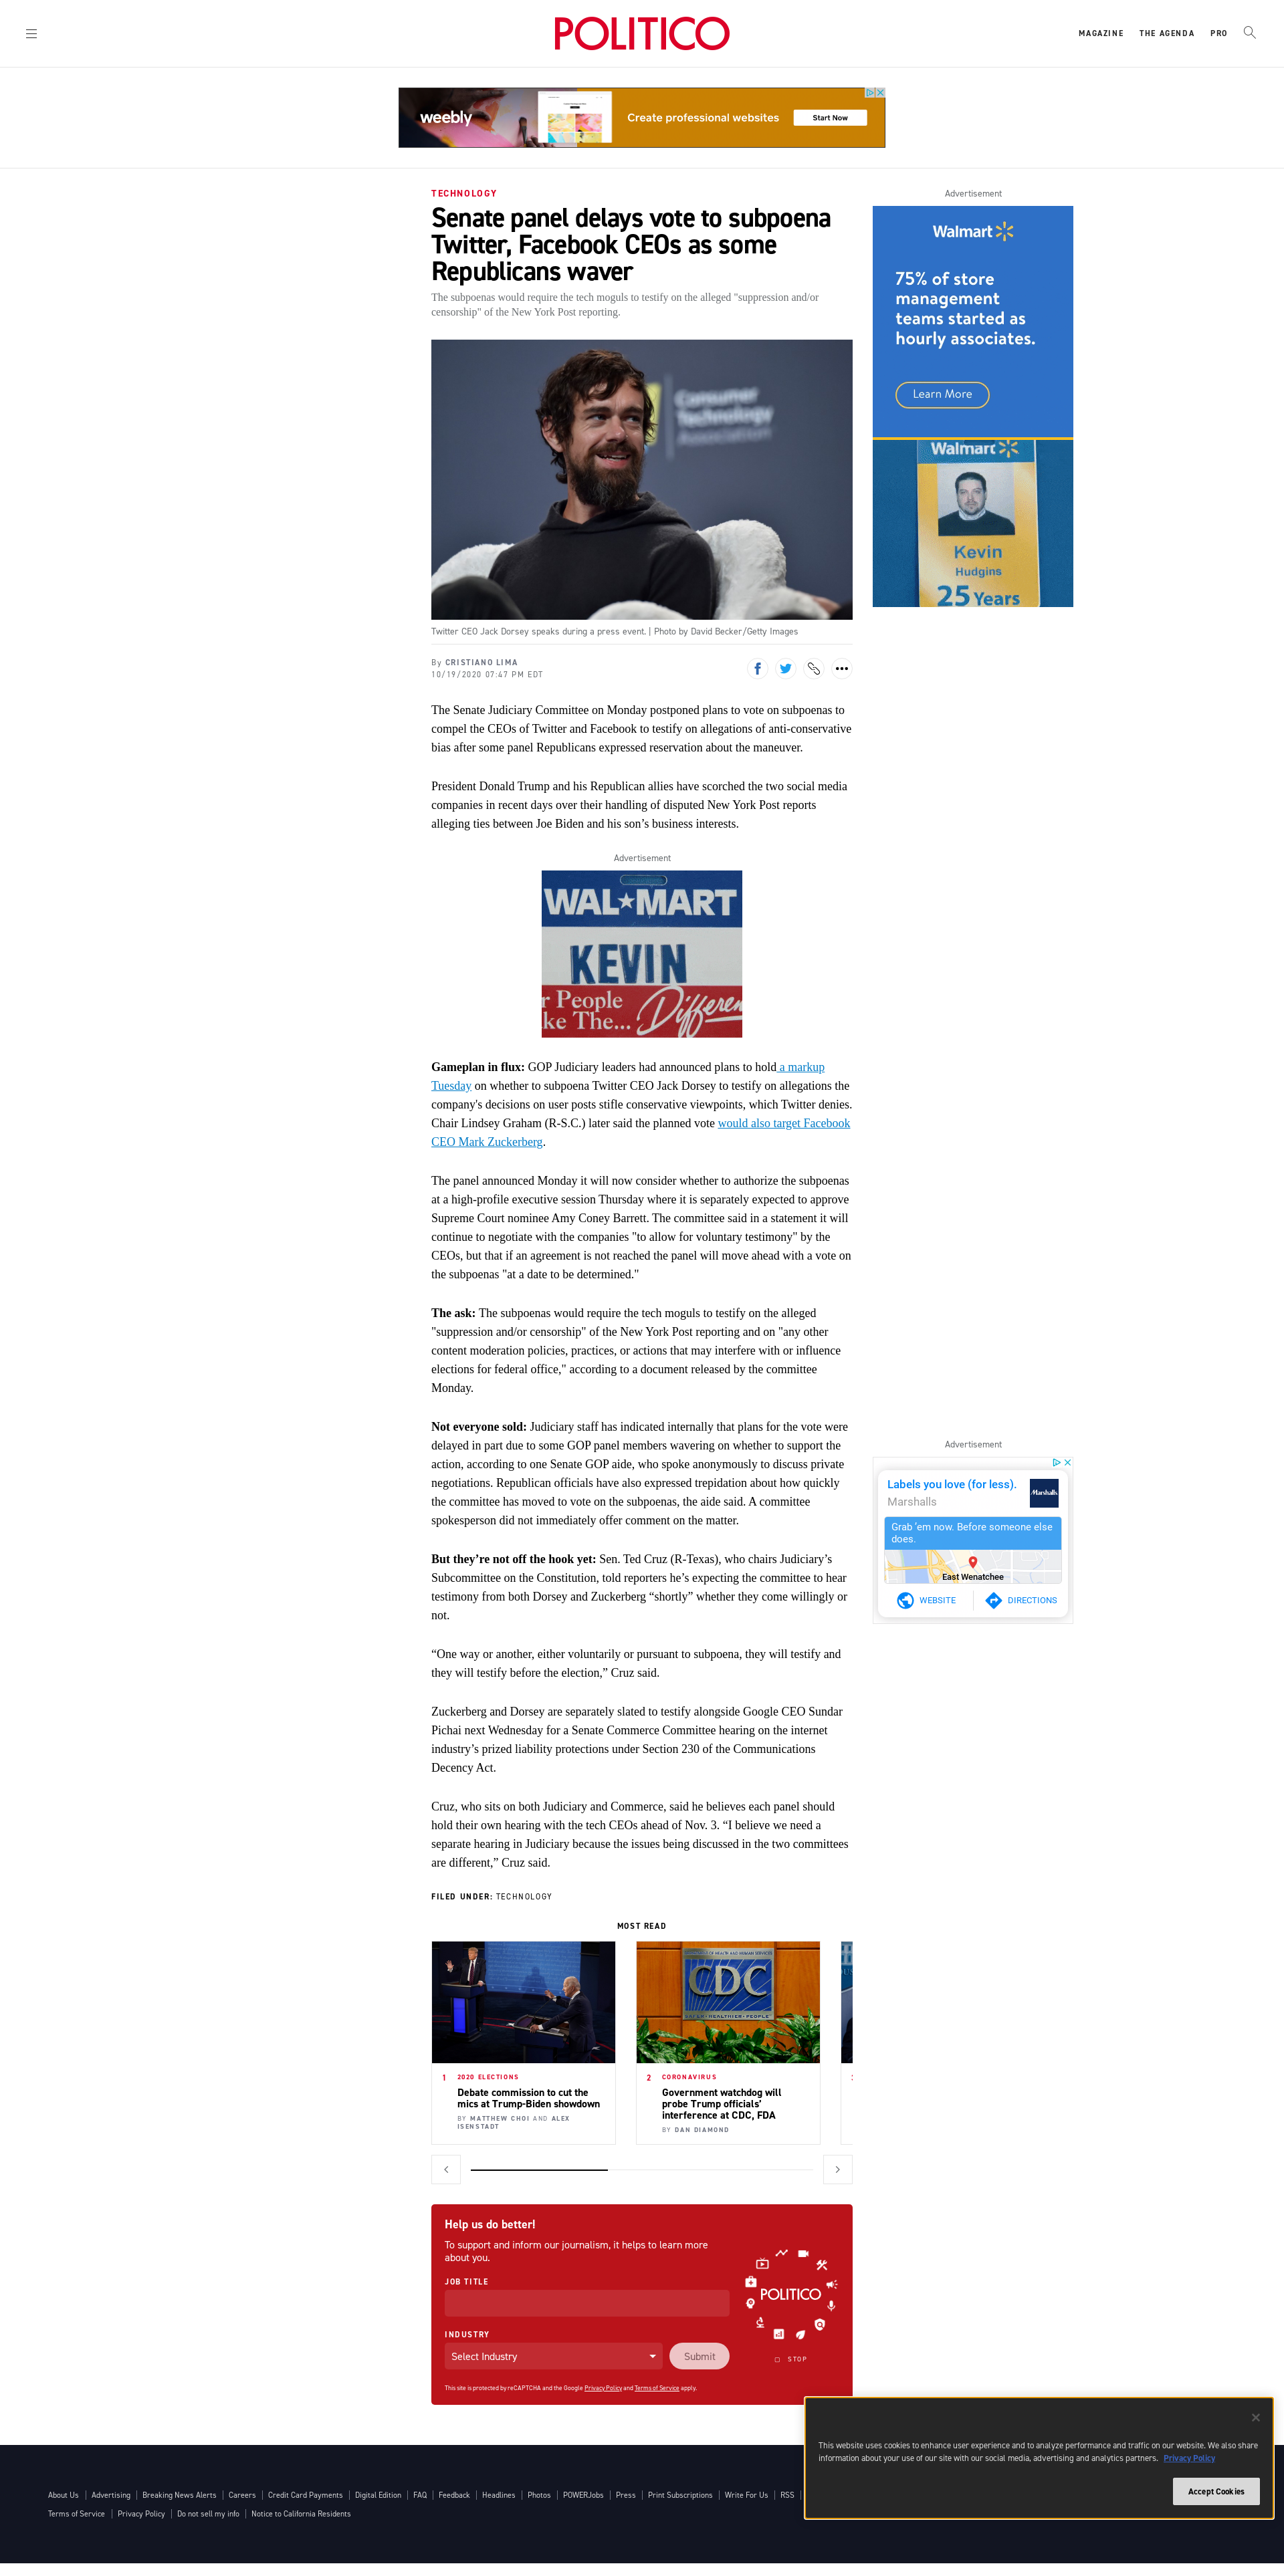 POLITICO
MAGAZINE THE AGENDA PRO
weebly
Create professional websites
Start Now
TECHNOLOGY
Senate panel delays vote to subpoena
Twitter, Facebook CEOs as some
Republicans waver
The subpoenas would require the tech moguls to testify on the alleged "suppression and/or
censorship" of the New York Post reporting.
Twitter CEO Jack Dorsey speaks during a press event. | Photo by David Becker/Getty Images
By CRISTIANO LIMA
10/19/2020 07:47 PM EDT
Advertisement
Walmart
75% of store
management
teams started as
hourly associates.
Learn More
Walmart
Kevin
Hudgins
25 Years
The Senate Judiciary Committee on Monday postponed plans to vote on subpoenas to
compel the CEOs of Twitter and Facebook to testify on allegations of anti-conservative
bias after some panel Republicans expressed reservation about the maneuver.
President Donald Trump and his Republican allies have scorched the two social media
companies in recent days over their handling of disputed New York Post reports
alleging ties between Joe Biden and his son’s business interests.
Advertisement
WAL★MART
KEVIN
r People
ke The... Differen
Gameplan in flux: GOP Judiciary leaders had announced plans to hold a markup
Tuesday on whether to subpoena Twitter CEO Jack Dorsey to testify on allegations the
company's decisions on user posts stifle conservative viewpoints, which Twitter denies.
Chair Lindsey Graham (R-S.C.) later said the planned vote would also target Facebook
CEO Mark Zuckerberg.
The panel announced Monday it will now consider whether to authorize the subpoenas
at a high-profile executive session Thursday where it is separately expected to approve
Supreme Court nominee Amy Coney Barrett. The committee said in a statement it will
continue to negotiate with the companies "to allow for voluntary testimony" by the
CEOs, but that if an agreement is not reached the panel will move ahead with a vote on
the subpoenas "at a date to be determined."
The ask: The subpoenas would require the tech moguls to testify on the alleged
"suppression and/or censorship" of the New York Post reporting and on "any other
content moderation policies, practices, or actions that may interfere with or influence
elections for federal office," according to a document released by the committee
Monday.
Not everyone sold: Judiciary staff has indicated internally that plans for the vote were
delayed in part due to some GOP panel members wavering on whether to support the
action, according to one Senate GOP aide, who spoke anonymously to discuss private
negotiations. Republican officials have also expressed trepidation about how quickly
the committee has moved to vote on the subpoenas, the aide said. A committee
spokesperson did not immediately offer comment on the matter.
But they’re not off the hook yet: Sen. Ted Cruz (R-Texas), who chairs Judiciary’s
Subcommittee on the Constitution, told reporters he’s expecting the committee to hear
testimony from both Dorsey and Zuckerberg “shortly” whether they come willingly or
not.
“One way or another, either voluntarily or pursuant to subpoena, they will testify and
they will testify before the election,” Cruz said.
Zuckerberg and Dorsey are separately slated to testify alongside Google CEO Sundar
Pichai next Wednesday for a Senate Commerce Committee hearing on the internet
industry’s prized liability protections under Section 230 of the Communications
Decency Act.
Cruz, who sits on both Judiciary and Commerce, said he believes each panel should
hold their own hearing with the tech CEOs ahead of Nov. 3. “I believe we need a
separate hearing in Judiciary because the issues being discussed in the two committees
are different,” Cruz said.
Advertisement
Labels you love (for less).
Marshalls
Marshalls
Grab 'em now. Before someone else
does.
East Wenatchee
WEBSITE
DIRECTIONS
FILED UNDER: TECHNOLOGY
MOST READ
CDC
SAFER • HEALTHIER • PEOPLE
1 2020 ELECTIONS
Debate commission to cut the
mics at Trump-Biden showdown
BY MATTHEW CHOI AND ALEX
ISENSTADT
2 CORONAVIRUS
Government watchdog will
probe Trump officials’
interference at CDC, FDA
BY DAN DIAMOND
Help us do better!
To support and inform our journalism, it helps to learn more
about you.
JOB TITLE
INDUSTRY
Select Industry
Submit
This site is protected by reCAPTCHA and the Google Privacy Policy and Terms of Service apply.
POLITICO
STOP
This website uses cookies to enhance user experience and to analyze performance and traffic on our website. We also share
information about your use of our site with our social media, advertising and analytics partners. Privacy Policy
Accept Cookies
About Us Advertising Breaking News Alerts Careers Credit Card Payments Digital Edition FAQ Feedback Headlines Photos POWERJobs Press Print Subscriptions Write For Us RSS
Terms of Service Privacy Policy Do not sell my info Notice to California Residents